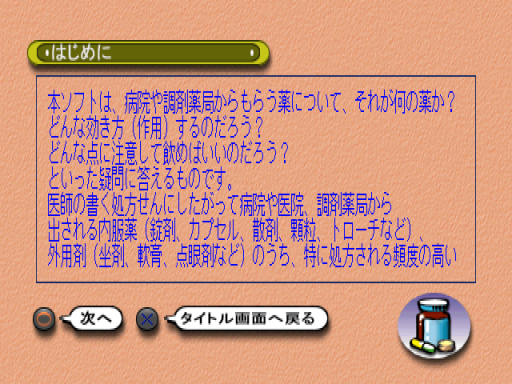 はじめに
本ソフトは、病院や調剤薬局からもらう薬について、それが何の薬か？
どんな効き方（作用）するのだろう？
どんな点に注意して飲めばいいのだろう？
といった疑問に答えるものです。
医師の書く処方せんにしたがって病院や医院、調剤薬局から
出される内服薬（錠剤、カプセル、散剤、顆粒、トローチなど）、
外用剤（坐剤、軟膏、点眼剤など）のうち、特に処方される頻度の高い
次へ
タイトル画面へ戻る